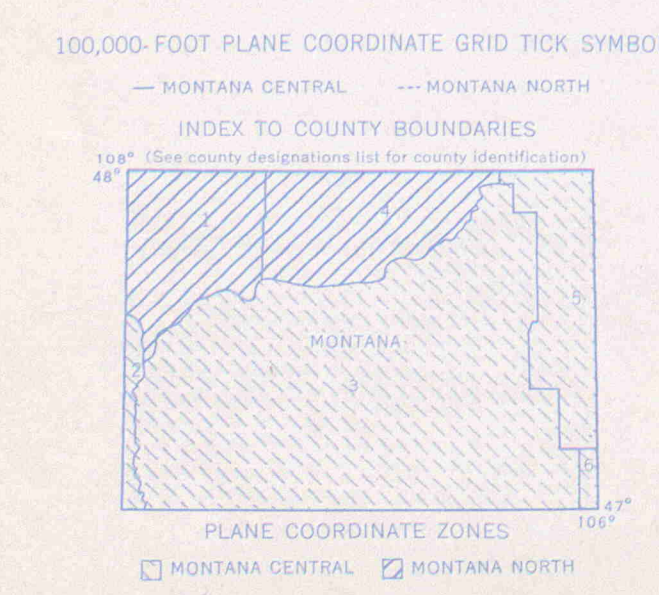 100,000-FOOT PLANE COORDINATE GRID TICK SYMBO
— MONTANA CENTRAL --- MONTANA NORTH
INDEX TO COUNTY BOUNDARIES
108° (See county designations list for county identification)
48°
1
4
5
MONTANA
2
3
6
47°
106°
PLANE COORDINATE ZONES
MONTANA CENTRAL MONTANA NORTH